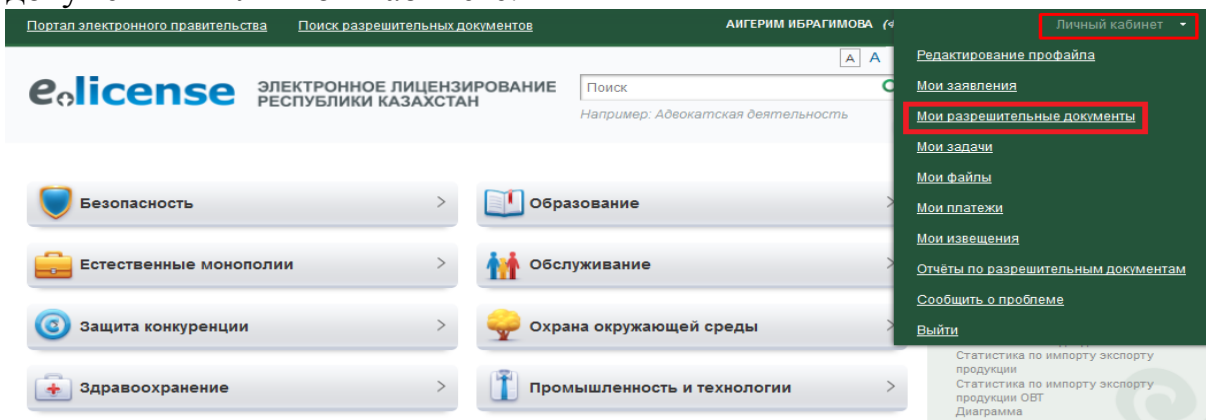 Портал электронного правительства Поиск разрешительных документов АИГЕРИМ ИБРАГИМОВА Личный кабинет
A A
e.license ЭЛЕКТРОННОЕ ЛИЦЕНЗИРОВАНИЕ
РЕСПУБЛИКИ КАЗАХСТАН
Поиск
Например: Адвокатская деятельность
Редактирование профайла
Мои заявления
Мои разрешительные документы
Мои задачи
Мои файлы
Мои платежи
Мои извещения
Отчёты по разрешительным документам
Сообщить о проблеме
Выйти
Безопасность
Образование
Естественные монополии
Обслуживание
Защита конкуренции
Охрана окружающей среды
Здравоохранение
Промышленность и технологии
Статистика по импорту экспорту
продукции
Статистика по импорту экспорту
продукции ОВТ
Диаграмма